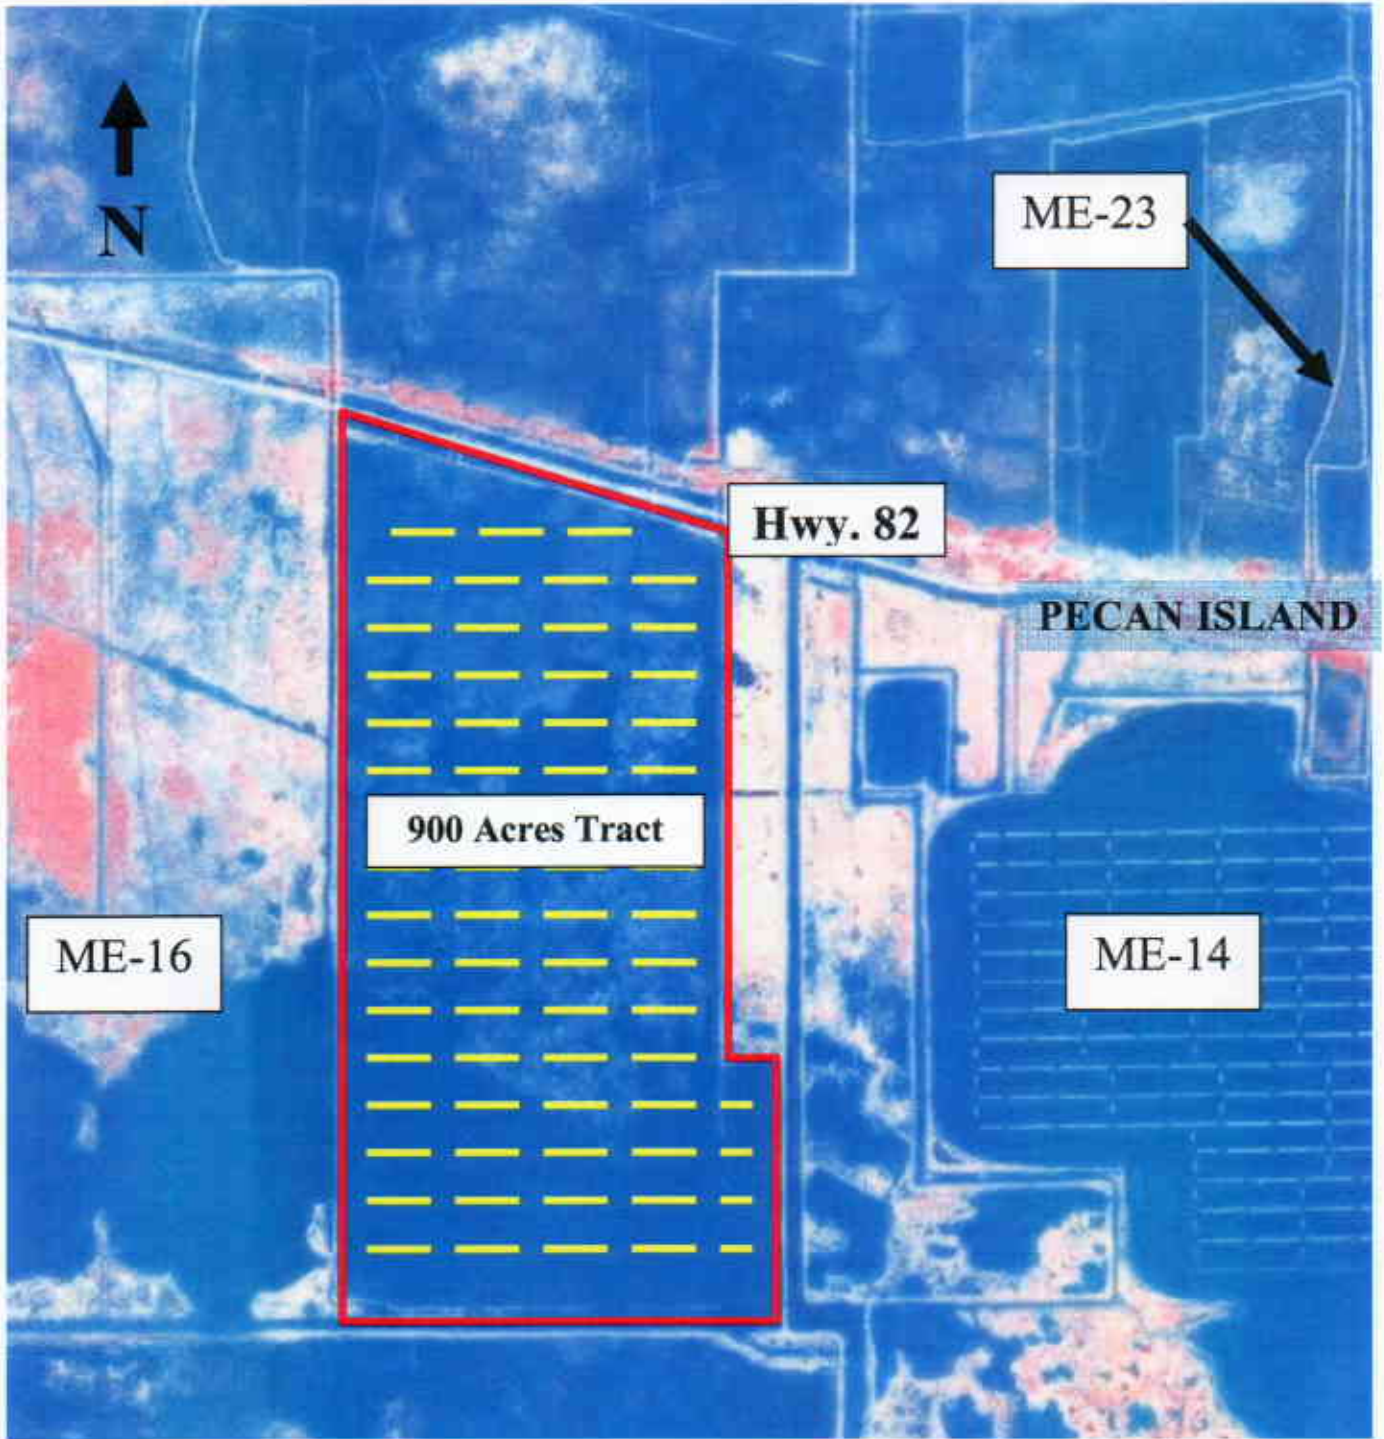 N
ME-23
Hwy. 82
PECAN ISLAND
900 Acres Tract
ME-16
ME-14